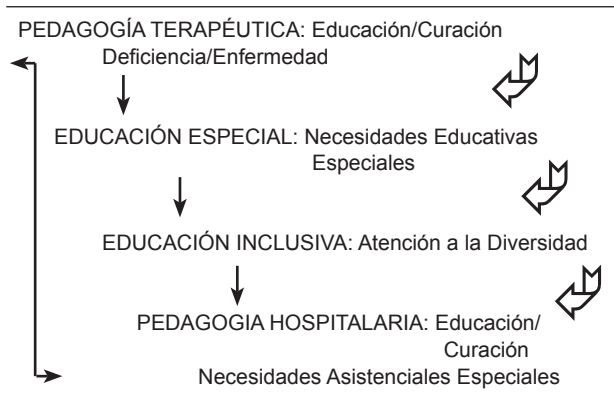 PEDAGOGÍA TERAPÉUTICA: Educación/Curación
Deficiencia/Enfermedad
EDUCACIÓN ESPECIAL: Necesidades Educativas
Especiales
EDUCACIÓN INCLUSIVA: Atención a la Diversidad
PEDAGOGIA HOSPITALARIA: Educación/
Curación
Necesidades Asistenciales Especiales